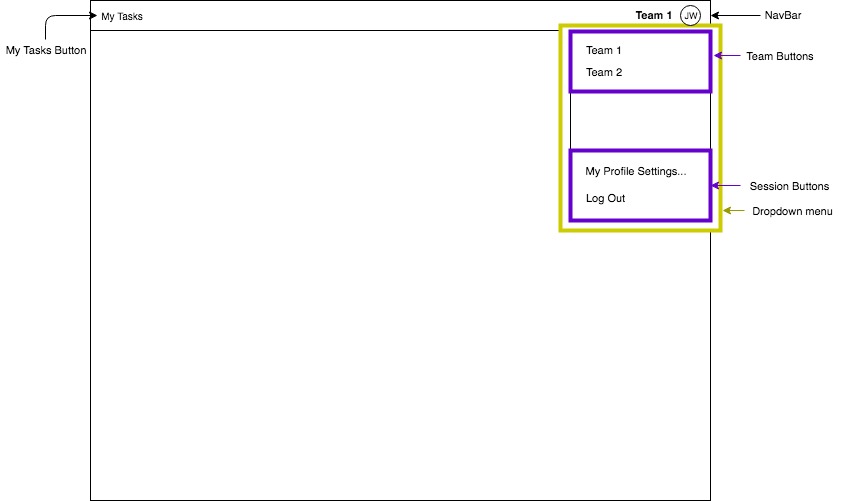 My Tasks
Team 1
JW
NavBar
My Tasks Button
Team 1
Team Buttons
Team 2
My Profile Settings...
Session Buttons
Log Out
Dropdown menu